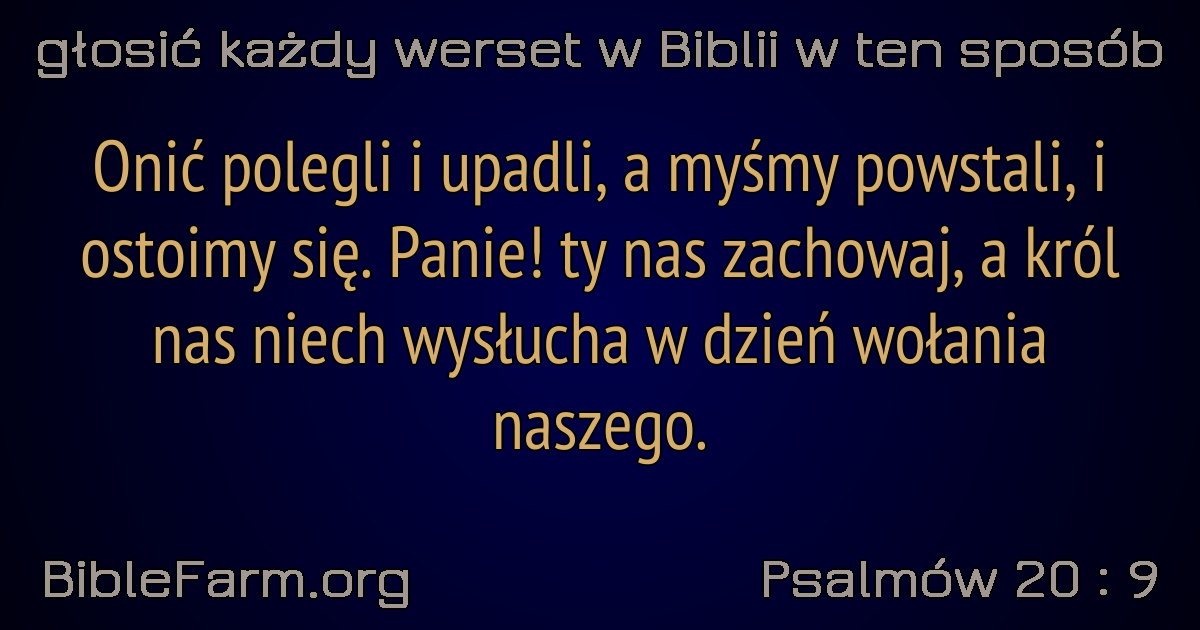 głosić każdy werset w Biblii w ten sposób
Onić polegli i upadli, a myśmy powstali, i
ostoimy się. Panie! ty nas zachowaj, a król
nas niech wysłucha w dzień wołania
naszego.
BibleFarm.org
Psalmów 20 : 9